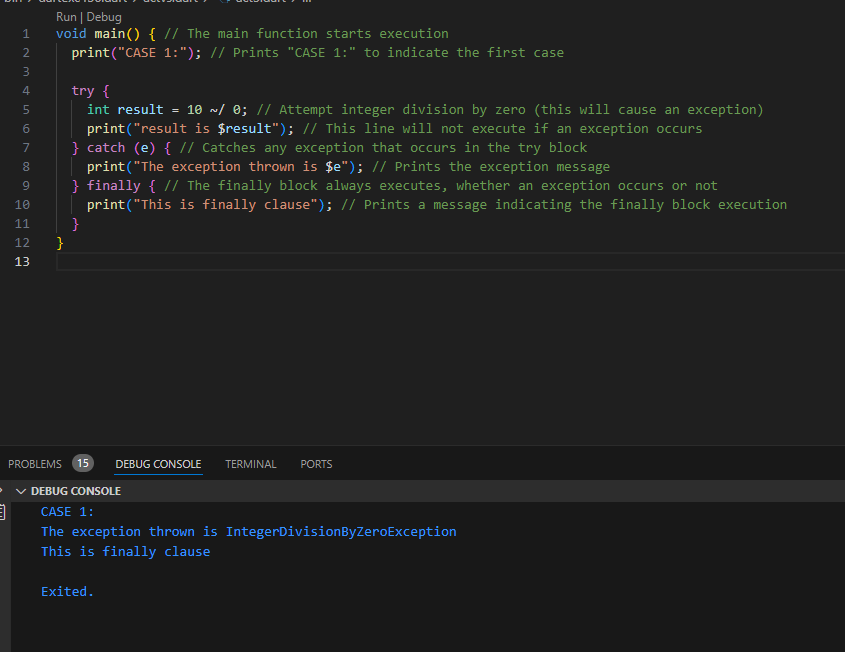 Run | Debug
1 void main() { // The main function starts execution
2   print("CASE 1:"); // Prints "CASE 1:" to indicate the first case
3
4   try {
5     int result = 10 ~/ 0; // Attempt integer division by zero (this will cause an exception)
6     print("result is $result"); // This line will not execute if an exception occurs
7   } catch (e) { // Catches any exception that occurs in the try block
8     print("The exception thrown is $e"); // Prints the exception message
9   } finally { // The finally block always executes, whether an exception occurs or not
10     print("This is finally clause"); // Prints a message indicating the finally block execution
11   }
12 }
13
PROBLEMS 15 DEBUG CONSOLE TERMINAL PORTS
DEBUG CONSOLE
CASE 1:
The exception thrown is IntegerDivisionByZeroException
This is finally clause
Exited.